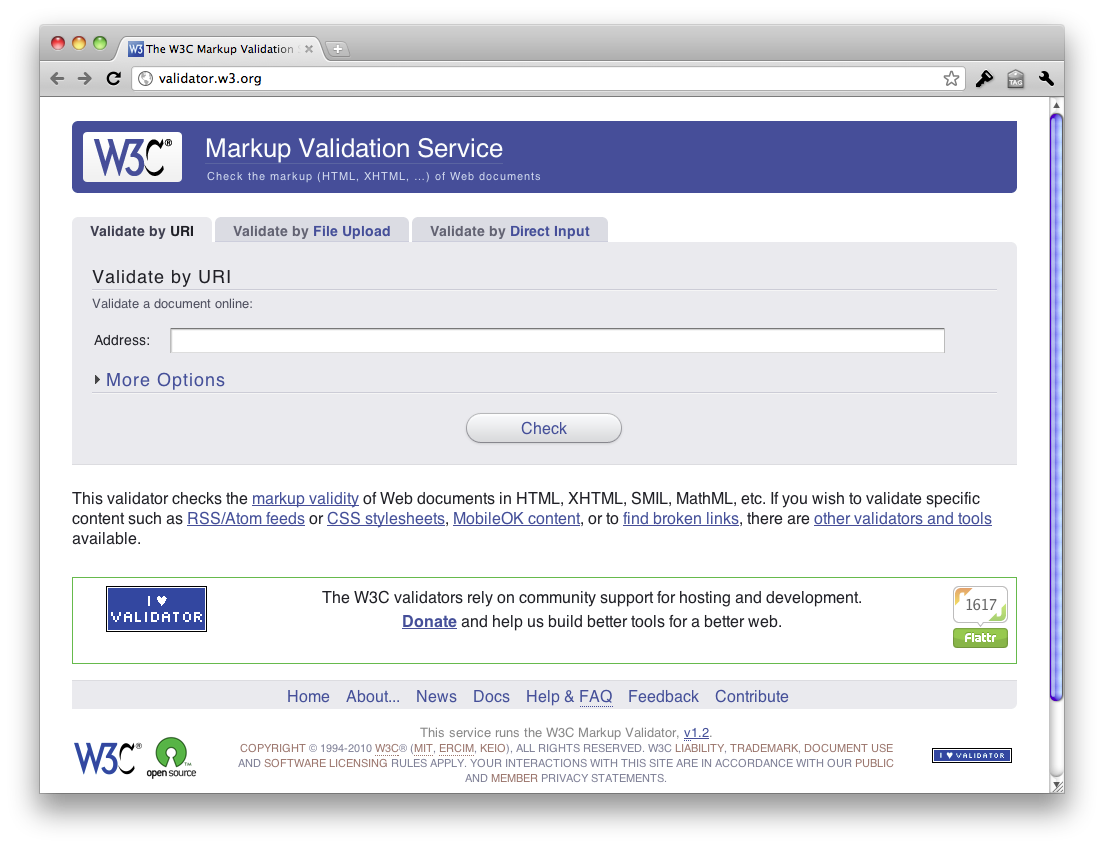 The W3C Markup Validation
validator.w3.org
TAG
W3C® Markup Validation Service
Check the markup (HTML, XHTML, ...) of Web documents
Validate by URI Validate by File Upload Validate by Direct Input
Validate by URI
Validate a document online:
Address:
More Options
Check
This validator checks the markup validity of Web documents in HTML, XHTML, SMIL, MathML, etc. If you wish to validate specific
content such as RSS/Atom feeds or CSS stylesheets, MobileOK content, or to find broken links, there are other validators and tools
available.
I ♥
VALIDATOR
The W3C validators rely on community support for hosting and development.
Donate and help us build better tools for a better web.
1617
Flattr
Home About... News Docs Help & FAQ Feedback Contribute
W3C®
open source
This service runs the W3C Markup Validator, v1.2.
COPYRIGHT © 1994-2010 W3C® (MIT, ERCIM, KEIO), ALL RIGHTS RESERVED. W3C LIABILITY, TRADEMARK, DOCUMENT USE
AND SOFTWARE LICENSING RULES APPLY. YOUR INTERACTIONS WITH THIS SITE ARE IN ACCORDANCE WITH OUR PUBLIC
AND MEMBER PRIVACY STATEMENTS.
I ♥ VALIDATOR